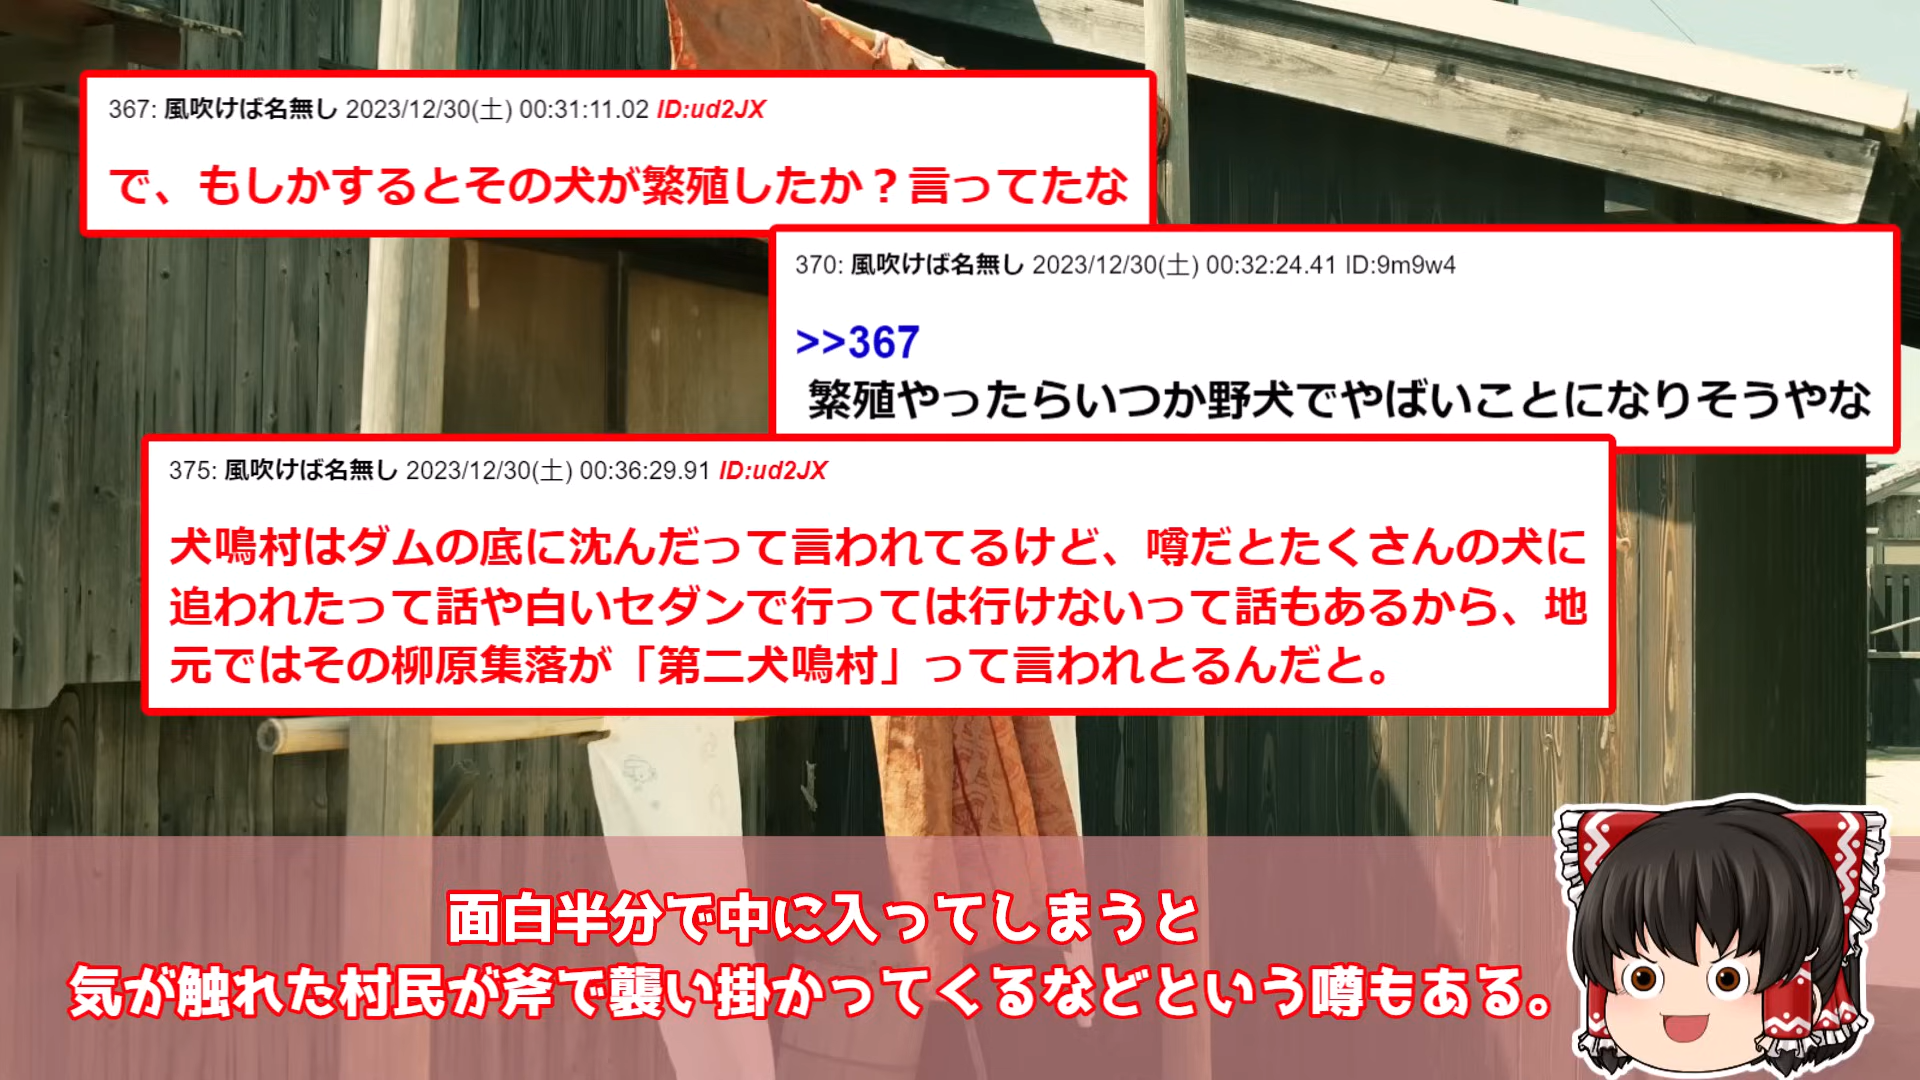 367: 風吹けば名無し 2023/12/30(土) 00:31:11.02 ID:ud2JX
で、もしかするとその犬が繁殖したか？言ってたな
370: 風吹けば名無し 2023/12/30(土) 00:32:24.41 ID:9m9w4
>>367
繁殖やったらいつか野犬でやばいことになりそうやな
375: 風吹けば名無し 2023/12/30(土) 00:36:29.91 ID:ud2JX
犬鳴村はダムの底に沈んだって言われてるけど、噂だとたくさんの犬に
追われたって話や白いセダンで行っては行けないって話もあるから、地
元ではその柳原集落が「第二犬鳴村」って言われとるんだと。
面白半分で中に入ってしまうと
気が触れた村民が斧で襲い掛かってくるなどという噂もある。